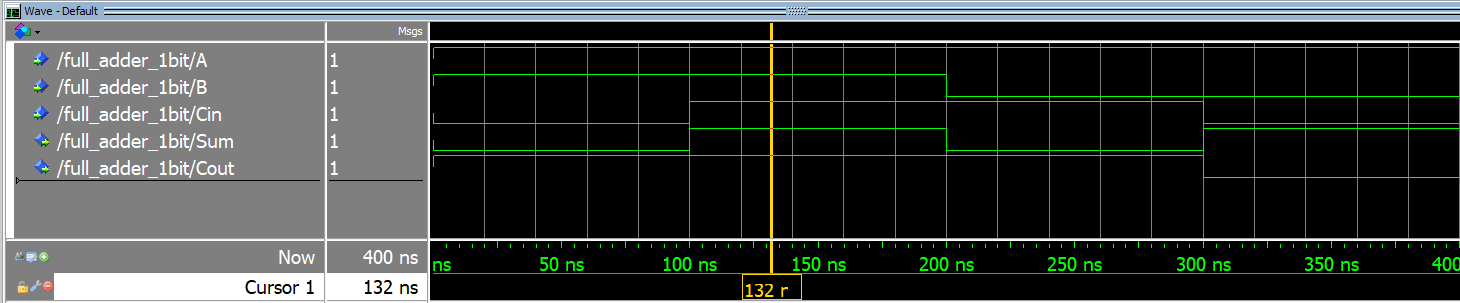 Wave - Default
Msgs
/full_adder_1bit/A 1
/full_adder_1bit/B 1
/full_adder_1bit/Cin 1
/full_adder_1bit/Sum 1
/full_adder_1bit/Cout 1
Now 400 ns ns 50 ns 100 ns 150 ns 200 ns 250 ns 300 ns 350 ns 400
Cursor 1 132 ns 132 r